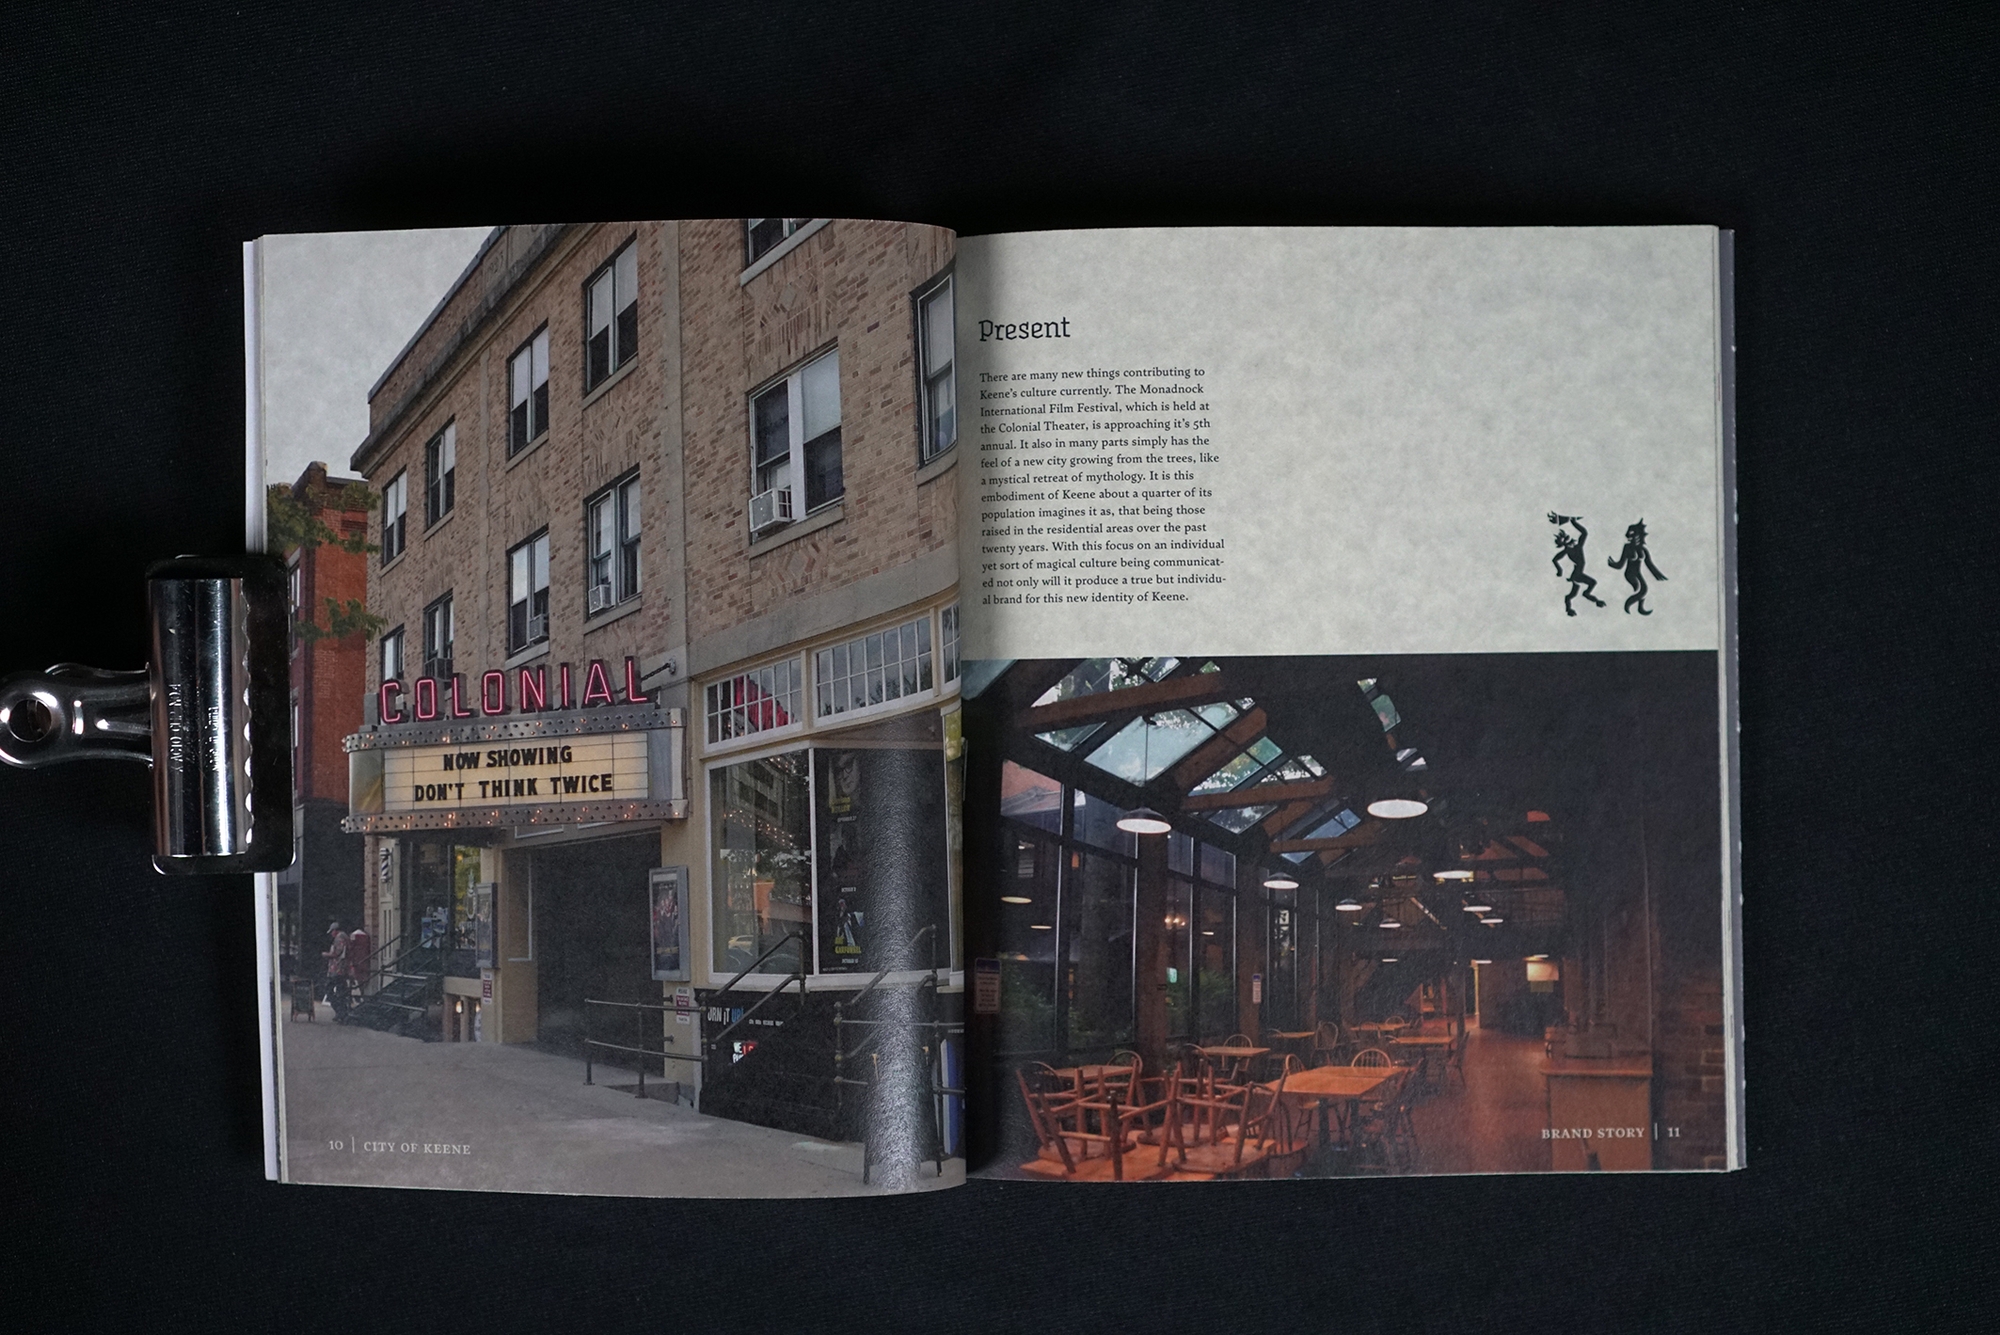 COLONIAL
NOW SHOWING
DON'T THINK TWICE
10 | CITY OF KEENE
Present
There are many new things contributing to
Keene's culture currently. The Monadnock
International Film Festival, which is held at
the Colonial Theater, is approaching it's 5th
annual. It also in many parts simply has the
feel of a new city growing from the trees, like
a mystical retreat of mythology. It is this
embodiment of Keene about a quarter of its
population imagines it as, that being those
raised in the residential areas over the past
twenty years. With this focus on an individual
yet sort of magical culture being communicat-
ed not only will it produce a true but individu-
al brand for this new identity of Keene.
BRAND STORY | 11